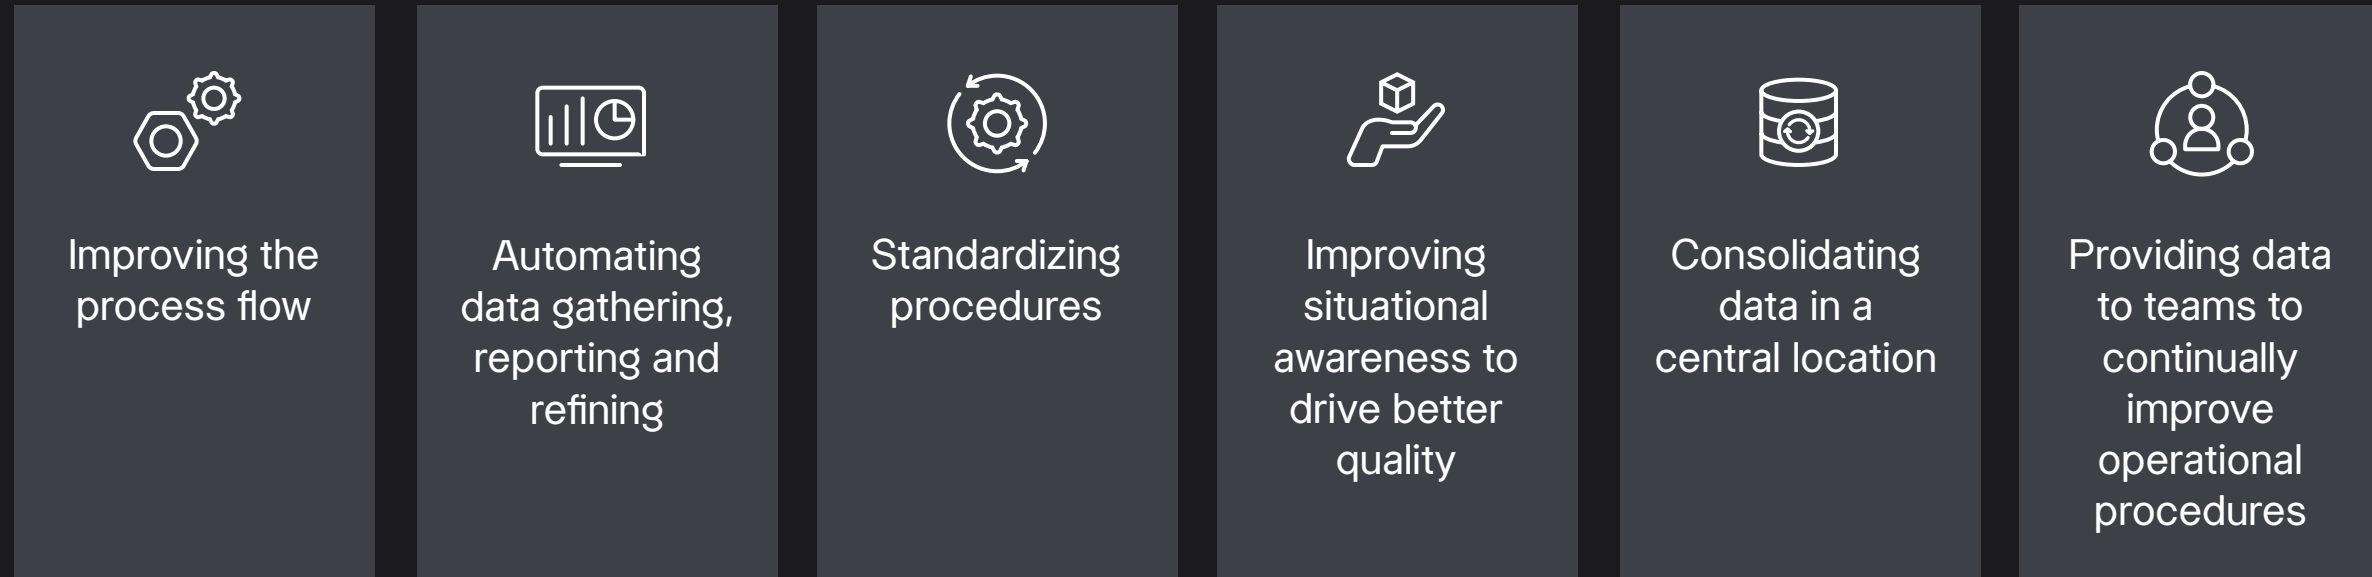 Improving the
process flow
Automating
data gathering,
reporting and
refining
Standardizing
procedures
Improving
situational
awareness to
drive better
quality
Consolidating
data in a
central location
Providing data
to teams to
continually
improve
operational
procedures